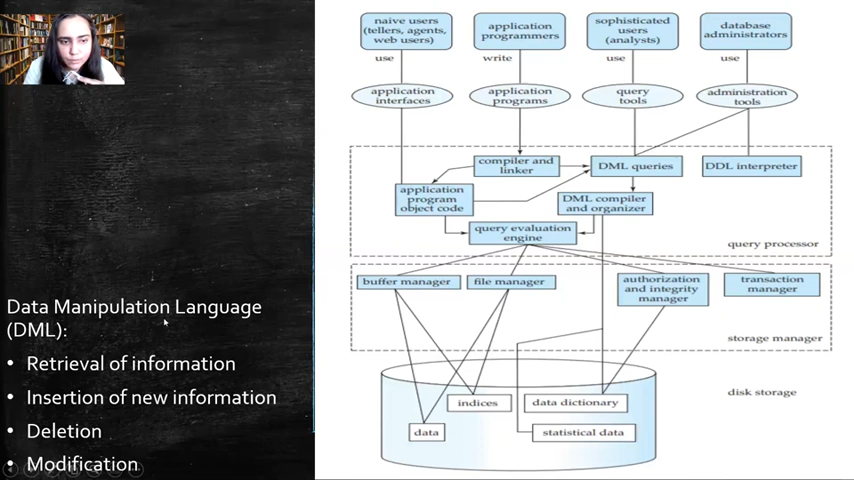 Data Manipulation Language
(DML):
• Retrieval of information
• Insertion of new information
• Deletion
• Modification
naive users
(tellers, agents,
web users)
application
programmers
sophisticated
users
(analysts)
database
administrators
use
write
use
use
application
interfaces
application
programs
query
tools
administration
tools
compiler and
linker
DML queries
DDL interpreter
application
program
object code
DML compiler
and organizer
query evaluation
engine
query processor
buffer manager
file manager
authorization
and integrity
manager
transaction
manager
storage manager
disk storage
indices
data dictionary
data
statistical data